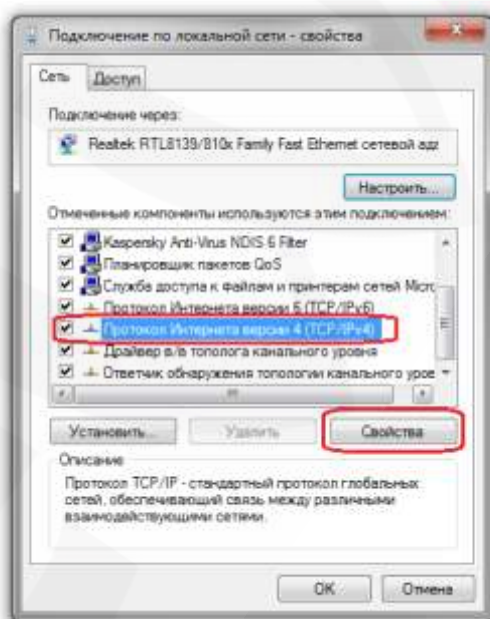 Подключение по локальной сети - свойства
Сеть
Доступ
Подключение через:
Realtek RTL8139/810x Family Fast Ethernet сетевой ада
Настроить...
Отмеченные компоненты используются этим подключением:
Kaspersky Anti-Virus NDIS 6 Filter
Планировщик пакетов QoS
Служба доступа к файлам и принтерам сетей Micro
Протокол Интернета версии 6 (TCP/IPv6)
Протокол Интернета версии 4 (TCP/IPv4)
Драйвер в/в тополога канального уровня
Ответчик обнаружения топологии канального уров
Установить...
Удалить
Свойства
Описание
Протокол TCP/IP - стандартный протокол глобальных
сетей, обеспечивающий связь между различными
взаимодействующими сетями.
OK
Отмена